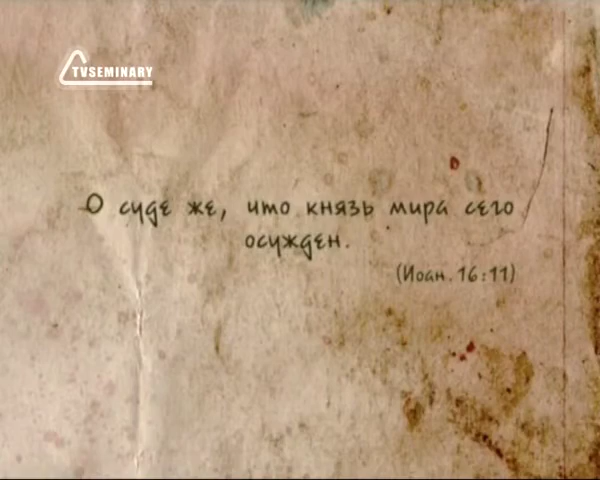 TVSEMINARY
О суде же, что князь мира сего
осужден.
(Иоан. 16:11)